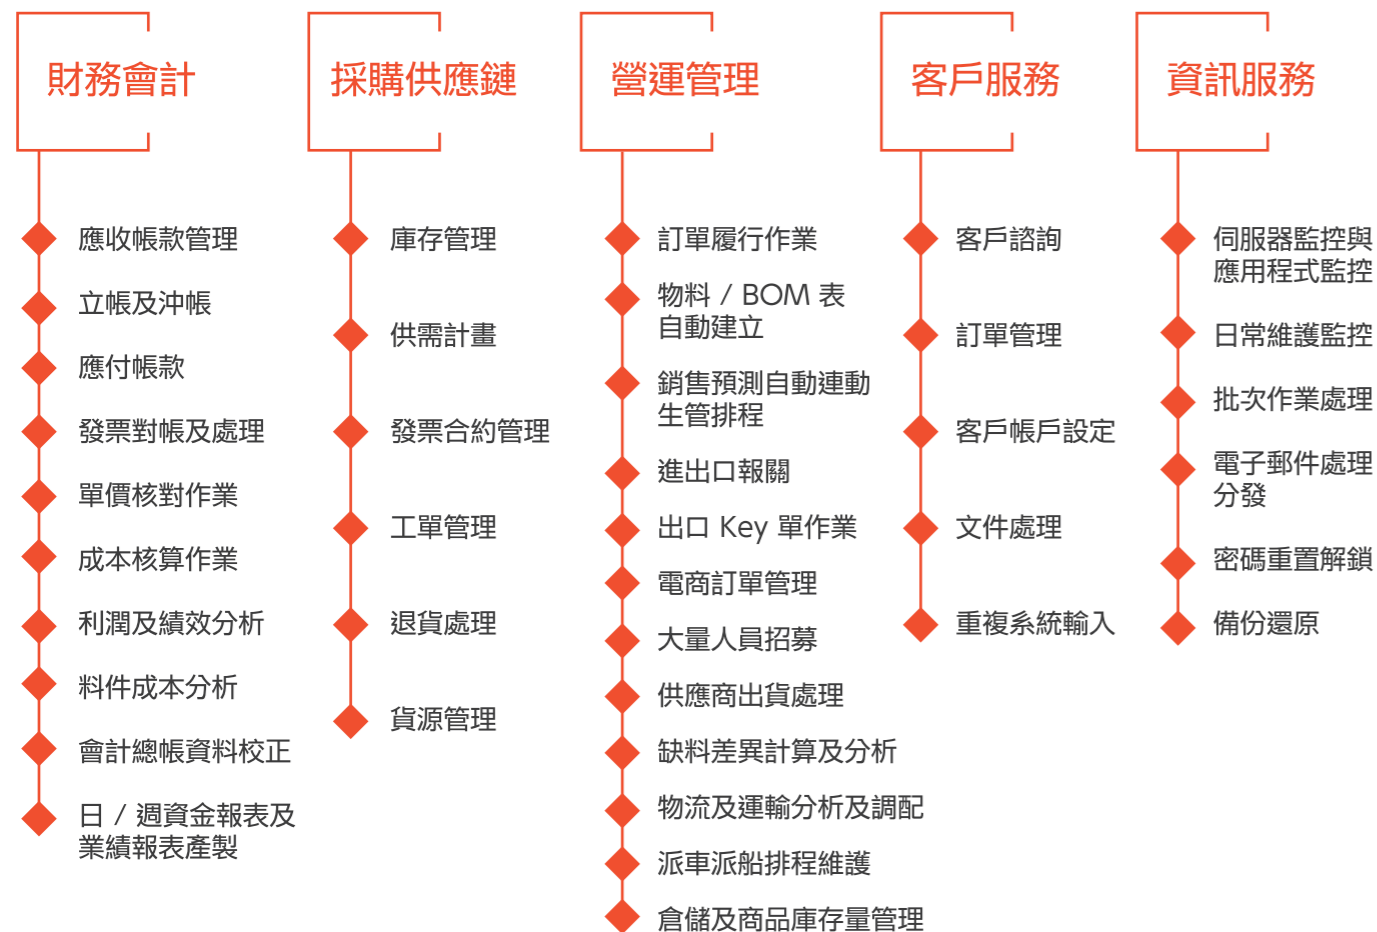 財務會計
應收帳款管理
立帳及沖帳
應付帳款
發票對帳及處理
單價核對作業
成本核算作業
利潤及績效分析
料件成本分析
會計總帳資料校正
日 / 週資金報表及
業績報表產製
採購供應鏈
庫存管理
供需計畫
發票合約管理
工單管理
退貨處理
貨源管理
營運管理
訂單履行作業
物料 / BOM 表
自動建立
銷售預測自動連動
生管排程
進出口報關
出口 Key 單作業
電商訂單管理
大量人員招募
供應商出貨處理
缺料差異計算及分析
物流及運輸分析及調配
派車派船排程維護
倉儲及商品庫存量管理
客戶服務
客戶諮詢
訂單管理
客戶帳戶設定
文件處理
重複系統輸入
資訊服務
伺服器監控與
應用程式監控
日常維護監控
批次作業處理
電子郵件處理
分發
密碼重置解鎖
備份還原